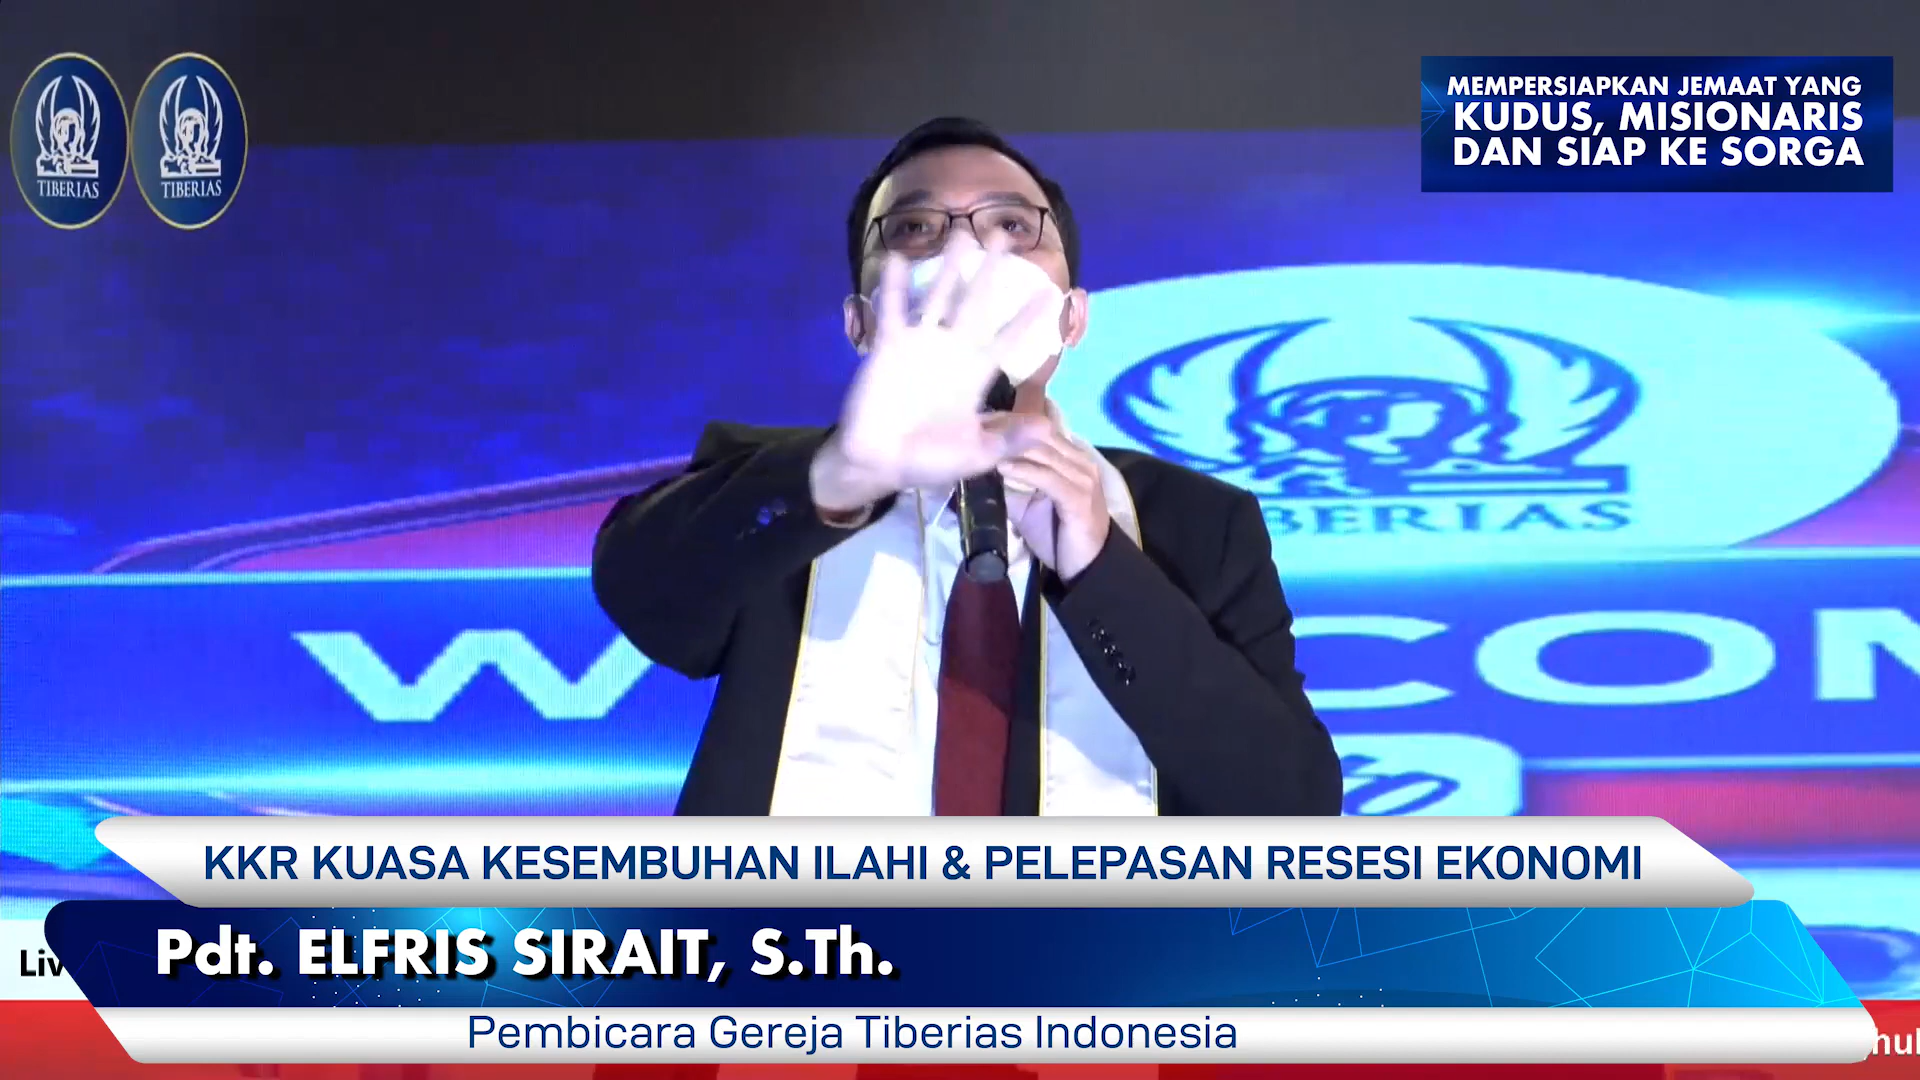 TIBERIAS
TIBERIAS
MEMPERSIAPKAN JEMAAT YANG
KUDUS, MISIONARIS
DAN SIAP KE SORGA
KKR KUASA KESEMBUHAN ILAHI & PELEPASAN RESESI EKONOMI
Pdt. ELFRIS SIRAIT, S.Th.
Pembicara Gereja Tiberias Indonesia